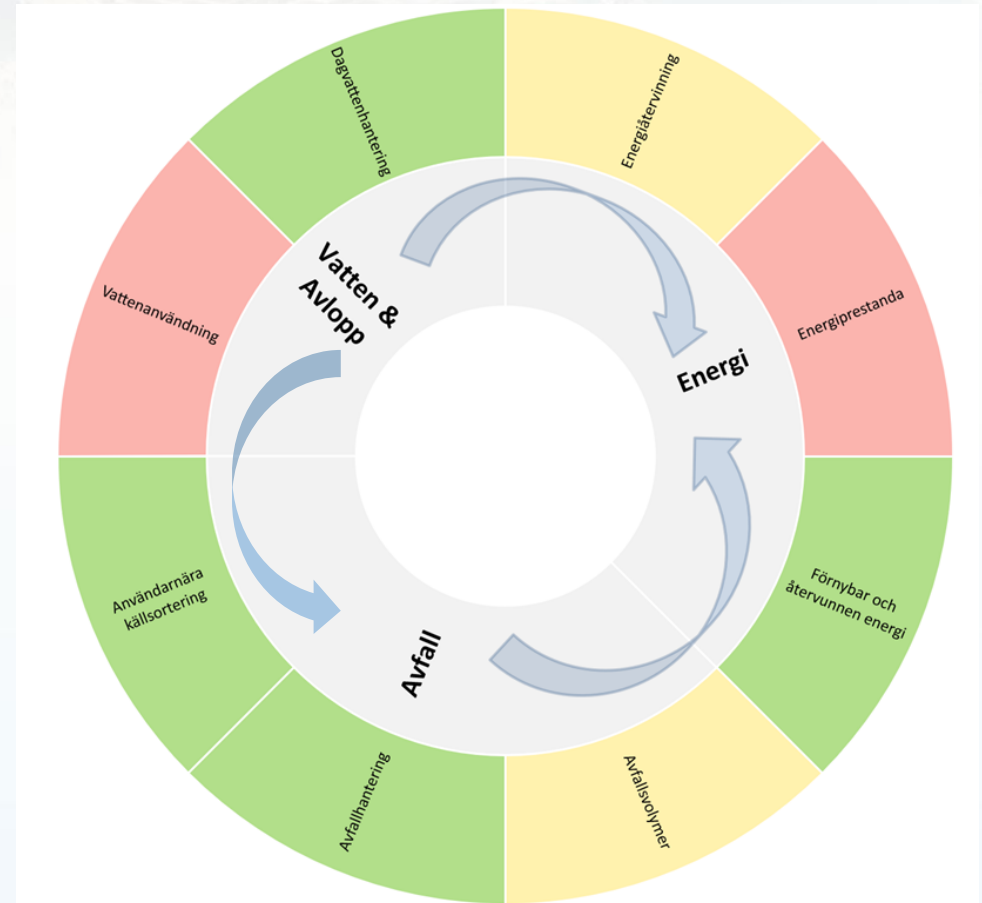 Dagvattenhantering
Energiåtervinning
Energiprestanda
Förnybar och
återvunnen energi
Avfallsvolymer
Avfallhantering
Användarnära
källsortering
Vattenanvändning
Vatten &
Avlopp
Energi
Avfall